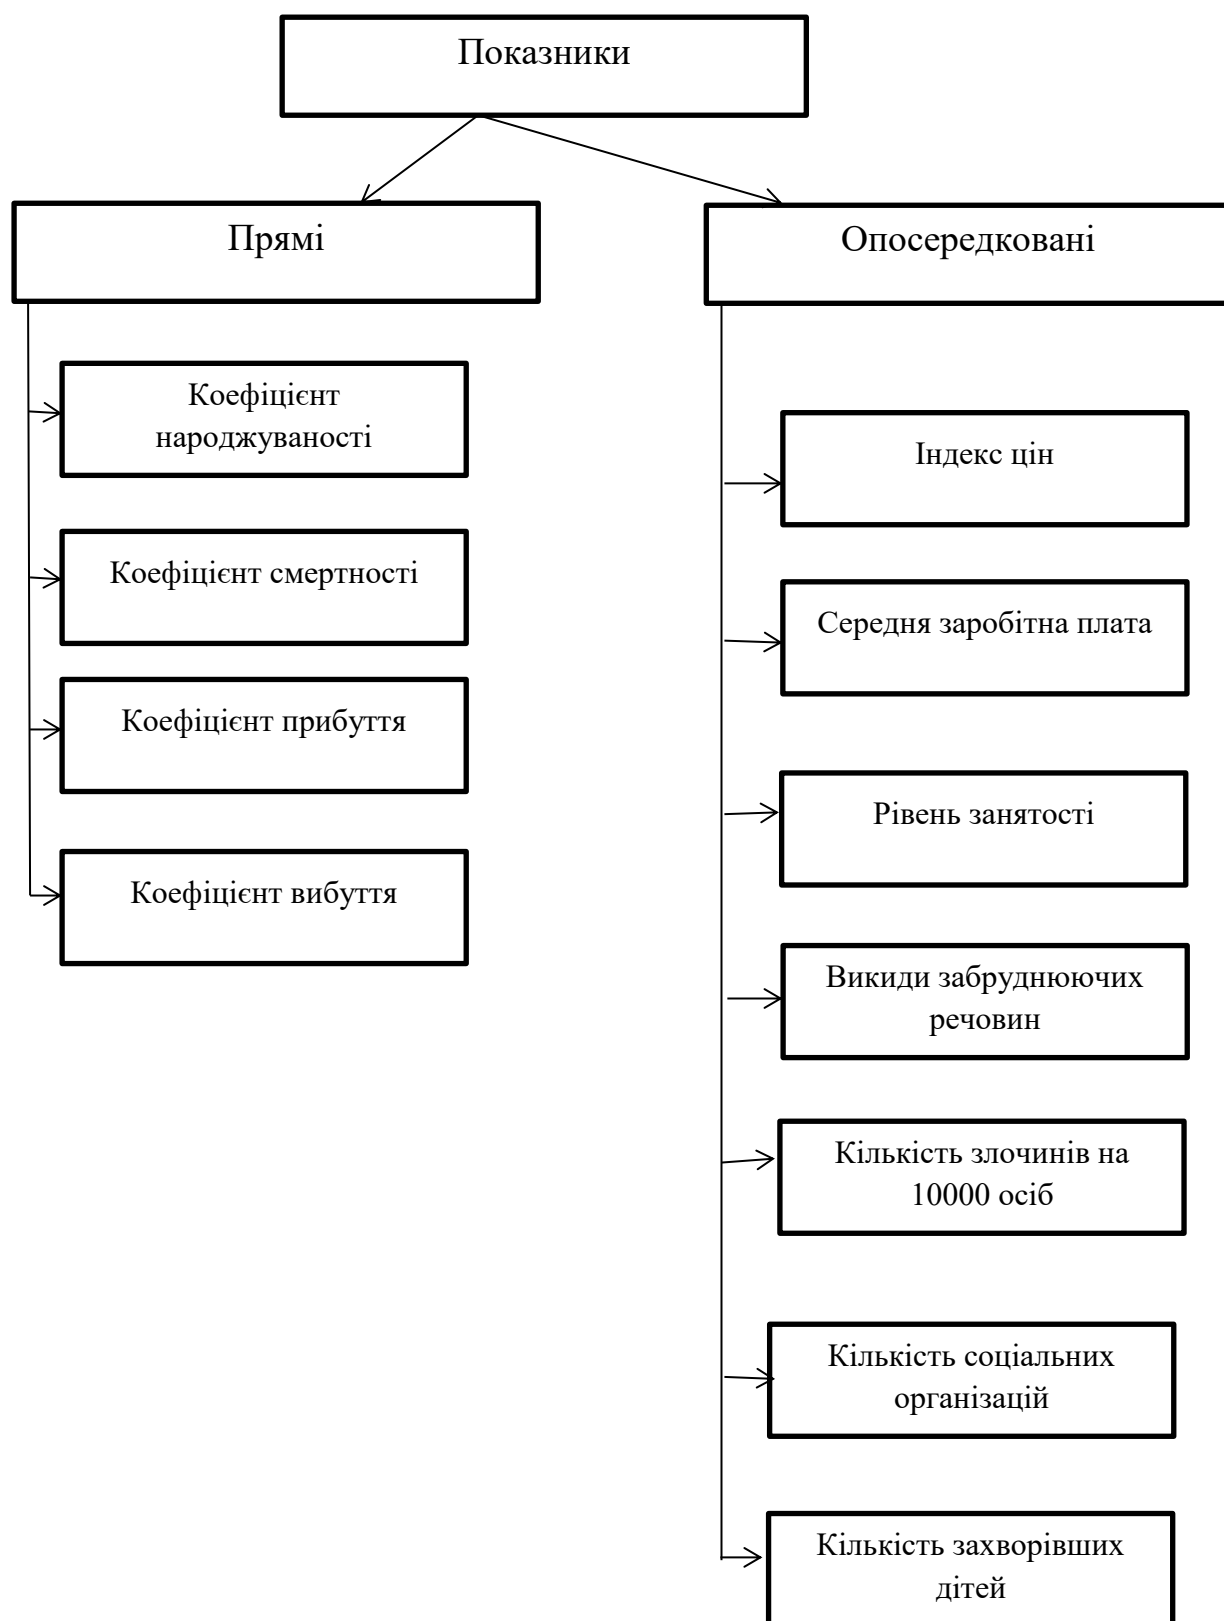 Показники
Прямі
Коефіцієнт
народжуваності
Коефіцієнт смертності
Коефіцієнт прибуття
Коефіцієнт вибуття
Опосередковані
Індекс цін
Середня заробітна плата
Рівень занятості
Викиди забруднюючих
речовин
Кількість злочинів на
10000 осіб
Кількість соціальних
організацій
Кількість захворівших
дітей